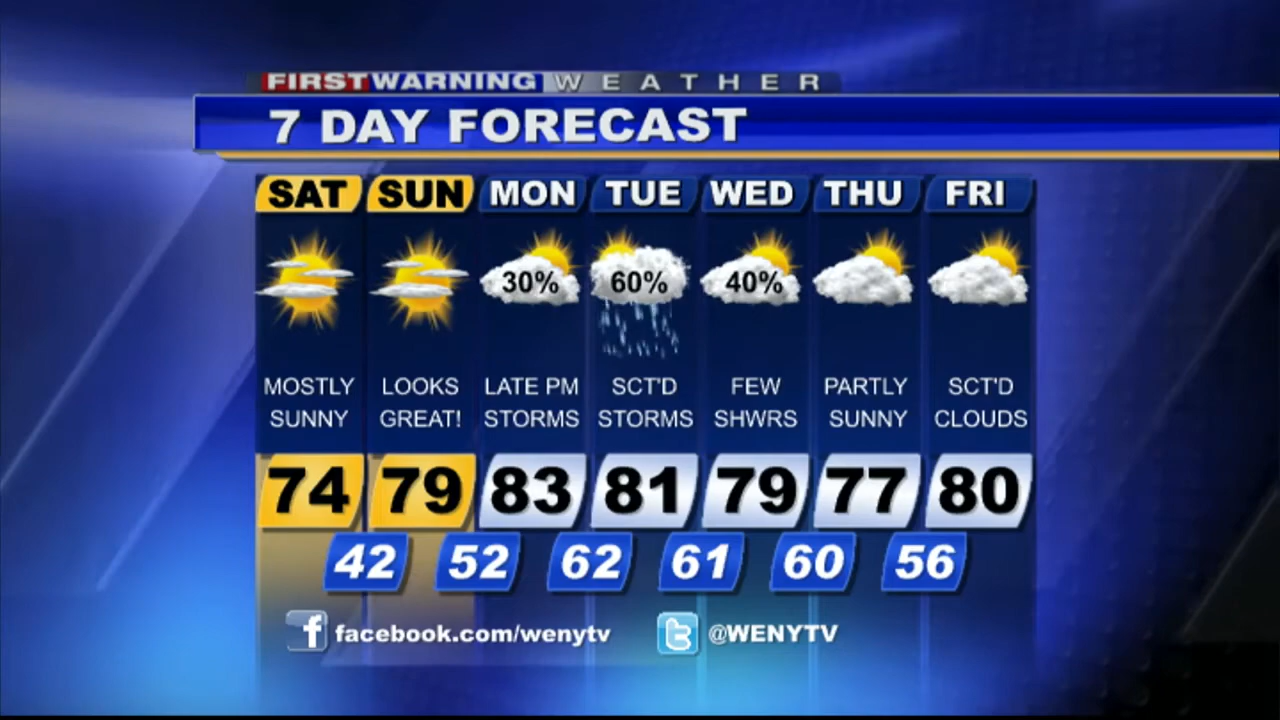 FIRST WARNING WEATHER
7 DAY FORECAST
SAT SUN MON TUE WED THU FRI
30% 60% 40%
MOSTLY LOOKS LATE PM SCT'D FEW PARTLY SCT'D
SUNNY GREAT! STORMS STORMS SHWRS SUNNY CLOUDS
74 79 83 81 79 77 80
42 52 62 61 60 56
f facebook.com/wenytv t @WENYTV